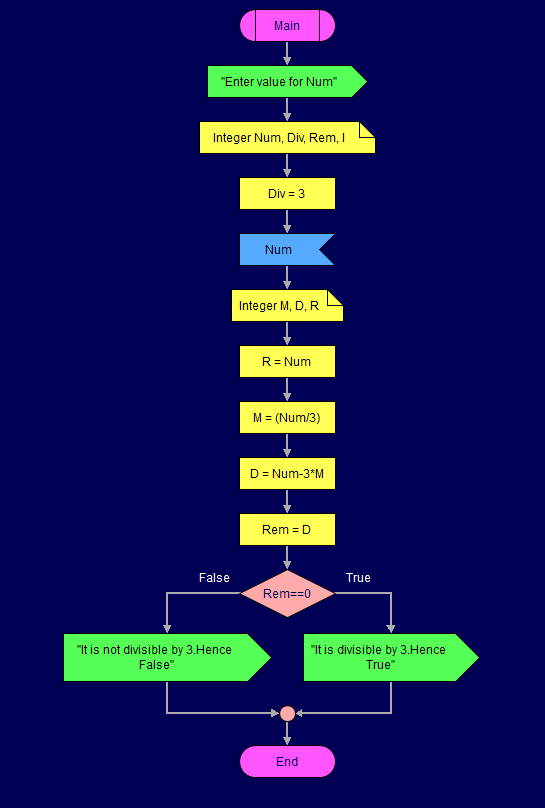 Main
"Enter value for Num"
Integer Num, Div, Rem, I
Div = 3
Num
Integer M, D, R
R = Num
M = (Num/3)
D = Num-3*M
Rem = D
False
True
Rem==0
"It is not divisible by 3.Hence
False"
"It is divisible by 3.Hence
True"
End